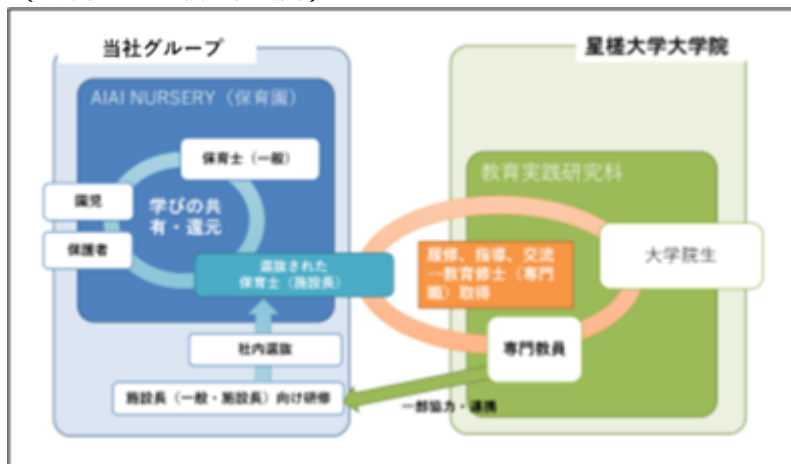 当社グループ
星槎大学大学院
AIAI NURSERY（保育園）
保育士（一般）
教育実践研究科
園児
学びの共
有・還元
保護者
選抜された
保育士（施設長）
履修、指導、交流
→教育修士（専門
職）取得
大学院生
社内選抜
専門教員
施設長（一般・施設長）向け研修
一部協力・連携